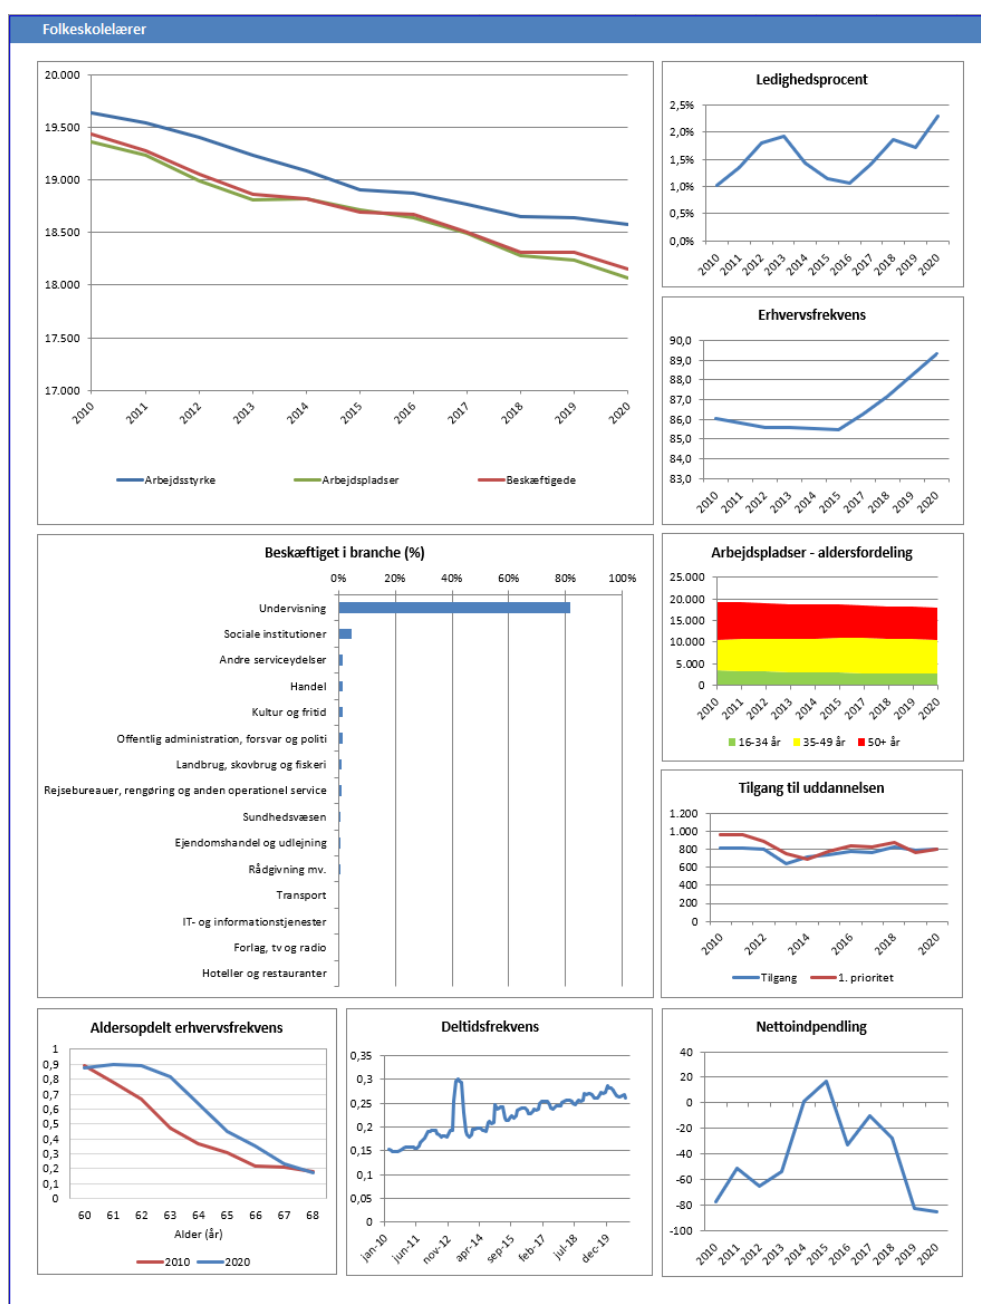 Folkeskolelærer
20.000
19.500
19.000
18.500
18.000
17.500
17.000
2010 2011 2012 2013 2014 2015 2016 2017 2018 2019 2020
Arbejdsstyrke Arbejdspladser Beskæftigede
Ledighedsprocent
2,5%
2,0%
1,5%
1,0%
0,5%
0,0%
2010 2011 2012 2013 2014 2015 2016 2017 2018 2019 2020
Erhvervsfrekvens
90,0
89,0
88,0
87,0
86,0
85,0
84,0
83,0
2010 2011 2012 2013 2014 2015 2017 2018 2019 2020
Beskæftiget i branche (%)
0% 20% 40% 60% 80% 100%
Undervisning
Sociale institutioner
Andre serviceydelser
Handel
Kultur og fritid
Offentlig administration, forsvar og politi
Landbrug, skovbrug og fiskeri
Rejsebureauer, rengøring og anden operationel service
Sundhedsvæsen
Ejendomshandel og udlejning
Rådgivning mv.
Transport
IT- og informationstjenester
Forlag, tv og radio
Hoteller og restauranter
Arbejdspladser - aldersfordeling
25.000
20.000
15.000
10.000
5.000
0
2010 2011 2012 2013 2014 2015 2017 2018 2019 2020
16-34 år 35-49 år 50+ år
Tilgang til uddannelsen
1.200
1.000
800
600
400
200
0
2010 2012 2014 2016 2018 2020
Tilgang 1. prioritet
Aldersopdelt erhvervsfrekvens
1
0,9
0,8
0,7
0,6
0,5
0,4
0,3
0,2
0,1
0
60 61 62 63 64 65 66 67 68
Alder (år)
2010 2020
Deltidsfrekvens
0,35
0,3
0,25
0,2
0,15
0,1
0,05
0
jan-10 jun-11 nov-12 apr-14 sep-15 feb-17 jul-18 dec-19
Nettoindpendling
40
20
0
-20
-40
-60
-80
-100
2010 2011 2012 2013 2014 2015 2016 2017 2018 2019 2020